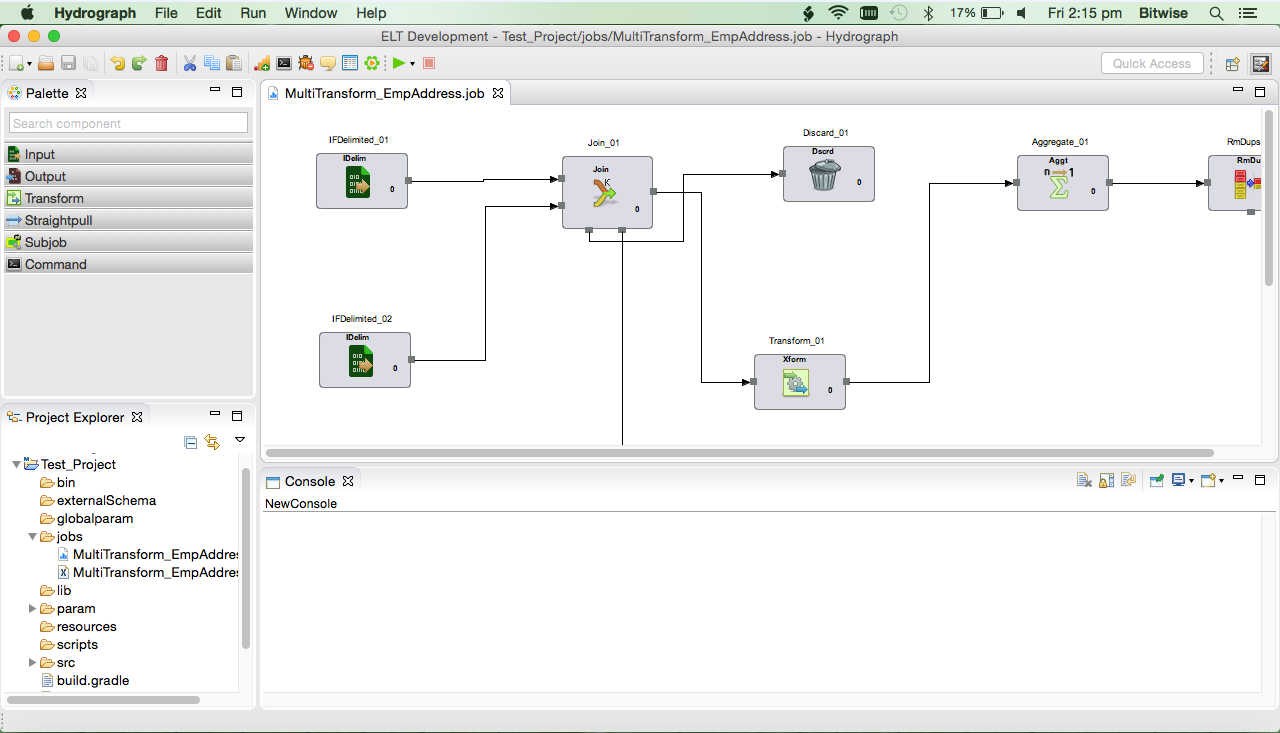 Hydrograph File Edit Run Window Help 17% Fri 2:15 pm Bitwise
ELT Development - Test_Project/jobs/MultiTransform_EmpAddress.job - Hydrograph
Quick Access
Palette
Search component
Input
Output
Transform
Straightpull
Subjob
Command
Project Explorer
Test_Project
bin
externalSchema
globalparam
jobs
MultiTransform_EmpAddres
MultiTransform_EmpAddres
lib
param
resources
scripts
src
build.gradle
MultiTransform_EmpAddress.job
IFDelimited_01
IDelim
0
Join_01
Join
K
0
Discard_01
Dscrd
0
Aggregate_01
Aggt
n 1
0
RmDups
RmDu
IFDelimited_02
IDelim
0
Transform_01
Xform
0
Console
NewConsole